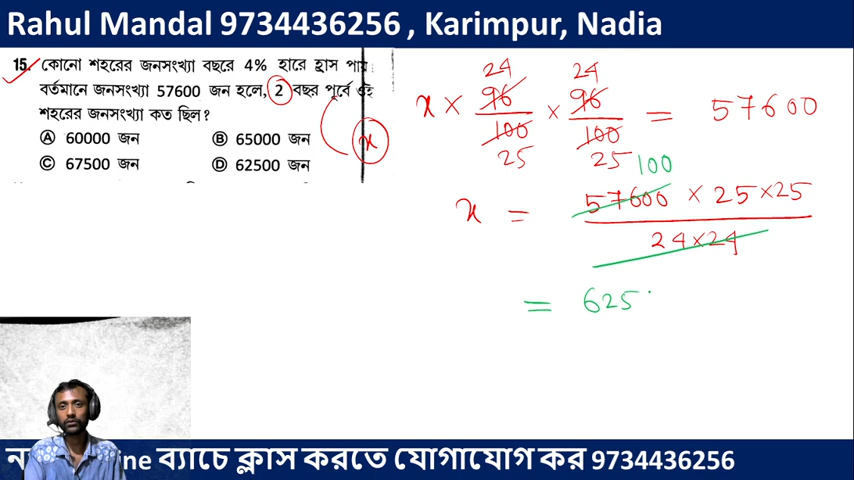 Rahul Mandal 9734436256 , Karimpur, Nadia
15. কোনো শহরের জনসংখ্যা বছরে 4% হারে হ্রাস পায়
বর্তমানে জনসংখ্যা 57600 জন হলে, 2 বছর পূর্বে ওই
শহরের জনসংখ্যা কত ছিল?
A 60000 জন B 65000 জন
C 67500 জন D 62500 জন
x
24 24
x × 96/100 × 96/100 = 57600
25 25
100
x = 57600 × 25 × 25 / 24 × 24
= 625
ine ব্যাচে ক্লাস করতে যোগাযোগ কর 9734436256